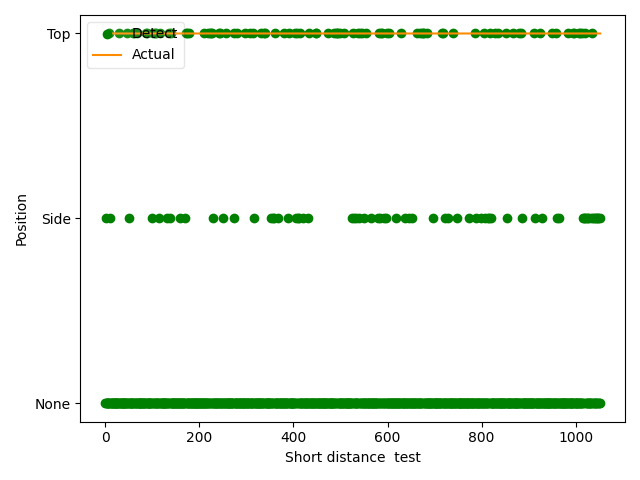 Top
Detect
Actual
Side
None
Position
0 200 400 600 800 1000
Short distance  test